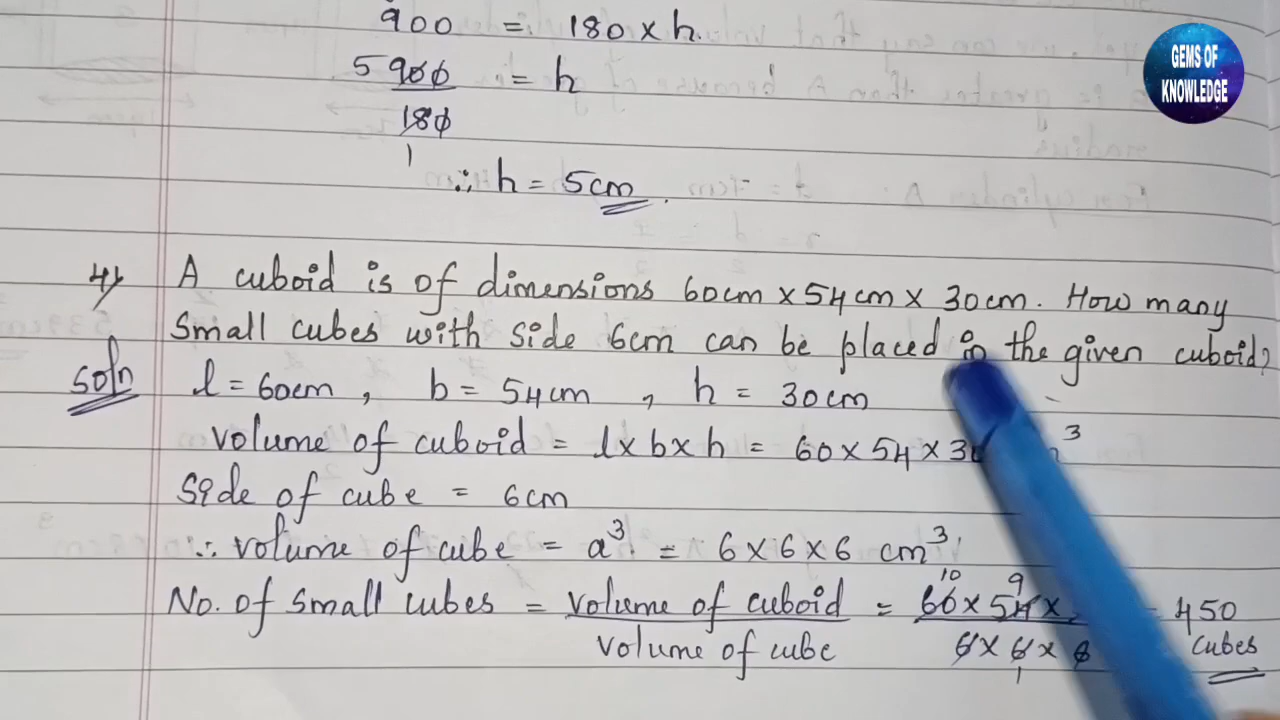 900 = 180 x h.
5 900 = h
180
1
∴ h = 5cm.
GEMS OF
KNOWLEDGE
4) A cuboid is of dimensions 60cm x 54cm x 30cm. How many
small cubes with side 6cm can be placed in the given cuboid?
Soln l = 60cm, b = 54cm, h = 30cm
volume of cuboid = l x b x h = 60 x 54 x 3 3
Side of cube = 6cm
∴ volume of cube = a³ = 6 x 6 x 6 cm³
10 9
No. of small cubes = volume of cuboid = 60 x 54 x = 450
volume of cube 6 x 6 x 6 cubes
1